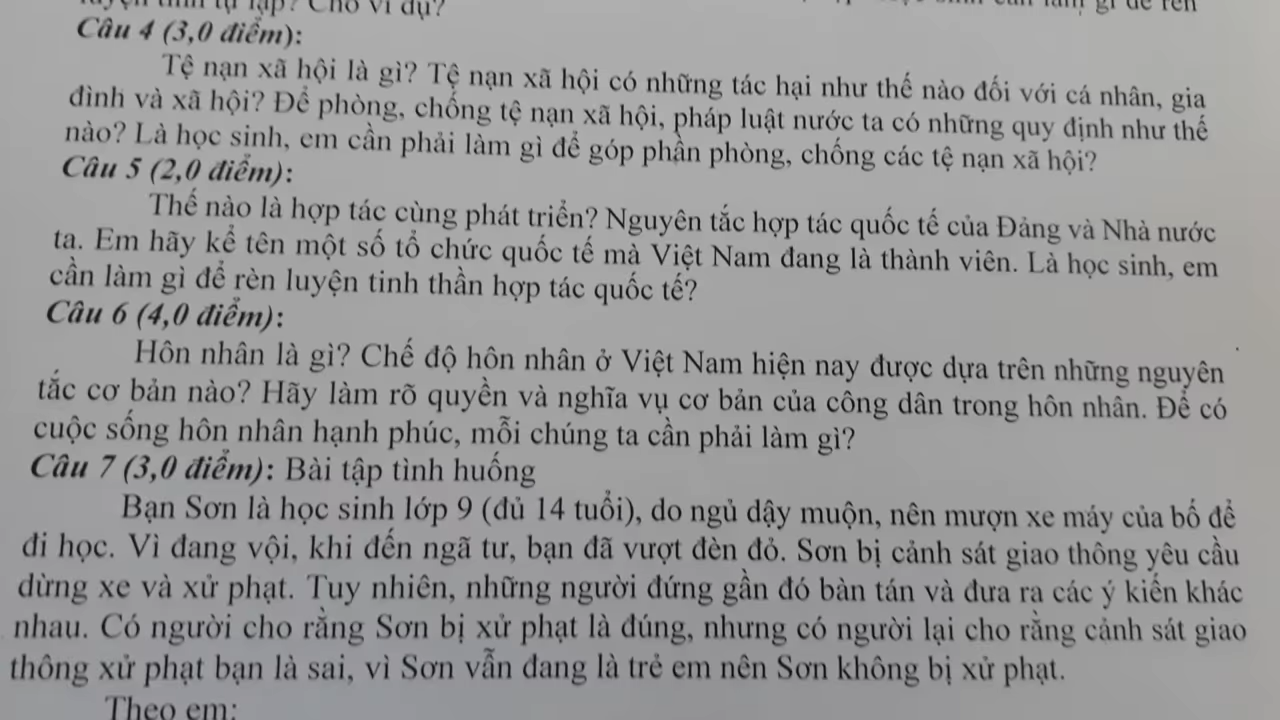 luyện tính tự lập? Cho ví dụ?
Câu 4 (3,0 điểm):
Tệ nạn xã hội là gì? Tệ nạn xã hội có những tác hại như thế nào đối với cá nhân, gia
đình và xã hội? Để phòng, chống tệ nạn xã hội, pháp luật nước ta có những quy định như thế
nào? Là học sinh, em cần phải làm gì để góp phần phòng, chống các tệ nạn xã hội?
Câu 5 (2,0 điểm):
Thế nào là hợp tác cùng phát triển? Nguyên tắc hợp tác quốc tế của Đảng và Nhà nước
ta. Em hãy kể tên một số tổ chức quốc tế mà Việt Nam đang là thành viên. Là học sinh, em
cần làm gì để rèn luyện tinh thần hợp tác quốc tế?
Câu 6 (4,0 điểm):
Hôn nhân là gì? Chế độ hôn nhân ở Việt Nam hiện nay được dựa trên những nguyên
tắc cơ bản nào? Hãy làm rõ quyền và nghĩa vụ cơ bản của công dân trong hôn nhân. Để có
cuộc sống hôn nhân hạnh phúc, mỗi chúng ta cần phải làm gì?
Câu 7 (3,0 điểm): Bài tập tình huống
Bạn Sơn là học sinh lớp 9 (đủ 14 tuổi), do ngủ dậy muộn, nên mượn xe máy của bố để
đi học. Vì đang vội, khi đến ngã tư, bạn đã vượt đèn đỏ. Sơn bị cảnh sát giao thông yêu cầu
dừng xe và xử phạt. Tuy nhiên, những người đứng gần đó bàn tán và đưa ra các ý kiến khác
nhau. Có người cho rằng Sơn bị xử phạt là đúng, nhưng có người lại cho rằng cảnh sát giao
thông xử phạt bạn là sai, vì Sơn vẫn đang là trẻ em nên Sơn không bị xử phạt.
Theo em: